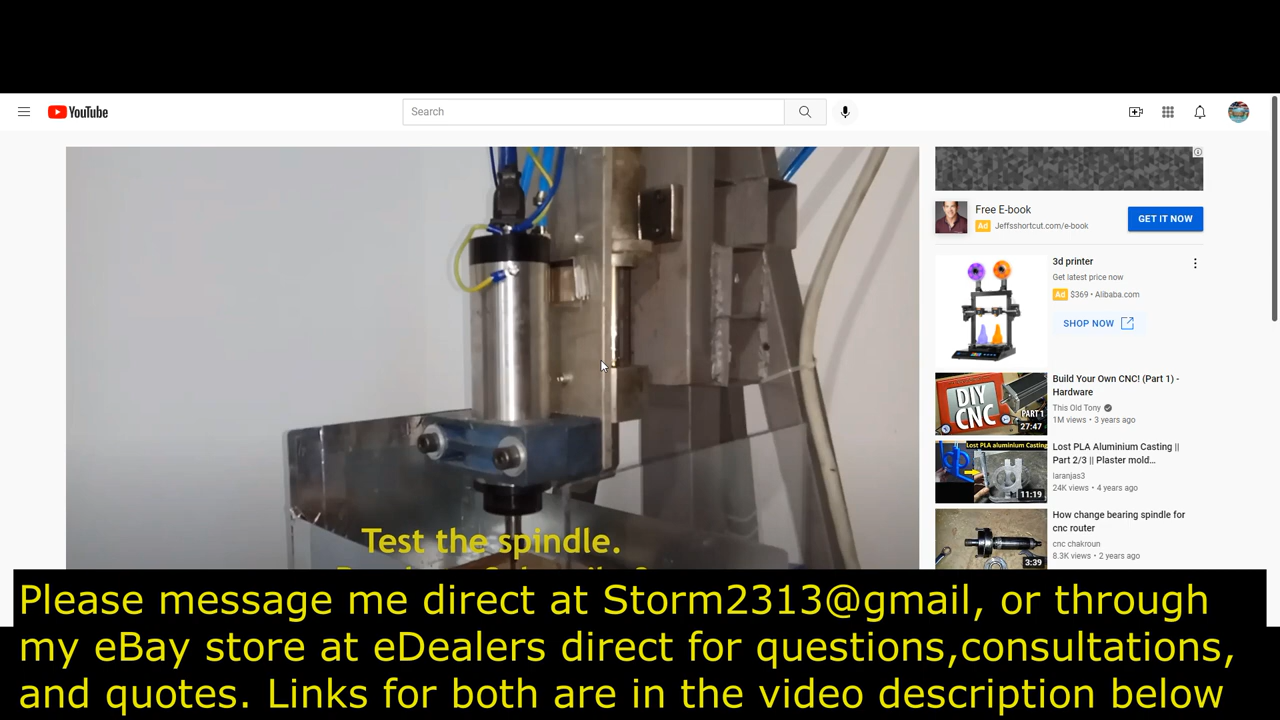 YouTube
Search
Free E-book
Ad Jeffsshortcut.com/e-book
GET IT NOW
3d printer
Get latest price now
Ad $369 • Alibaba.com
SHOP NOW
DIY
CNC
PART 1
27:47
Build Your Own CNC! (Part 1) -
Hardware
This Old Tony
1M views • 3 years ago
Lost PLA aluminium Casting
11:19
Lost PLA Aluminium Casting ||
Part 2/3 || Plaster mold...
laranjas3
24K views • 4 years ago
3:39
How change bearing spindle for
cnc router
cnc chakroun
8.3K views • 2 years ago
Test the spindle.
Please message me direct at Storm2313@gmail, or through
my eBay store at eDealers direct for questions,consultations,
and quotes. Links for both are in the video description below